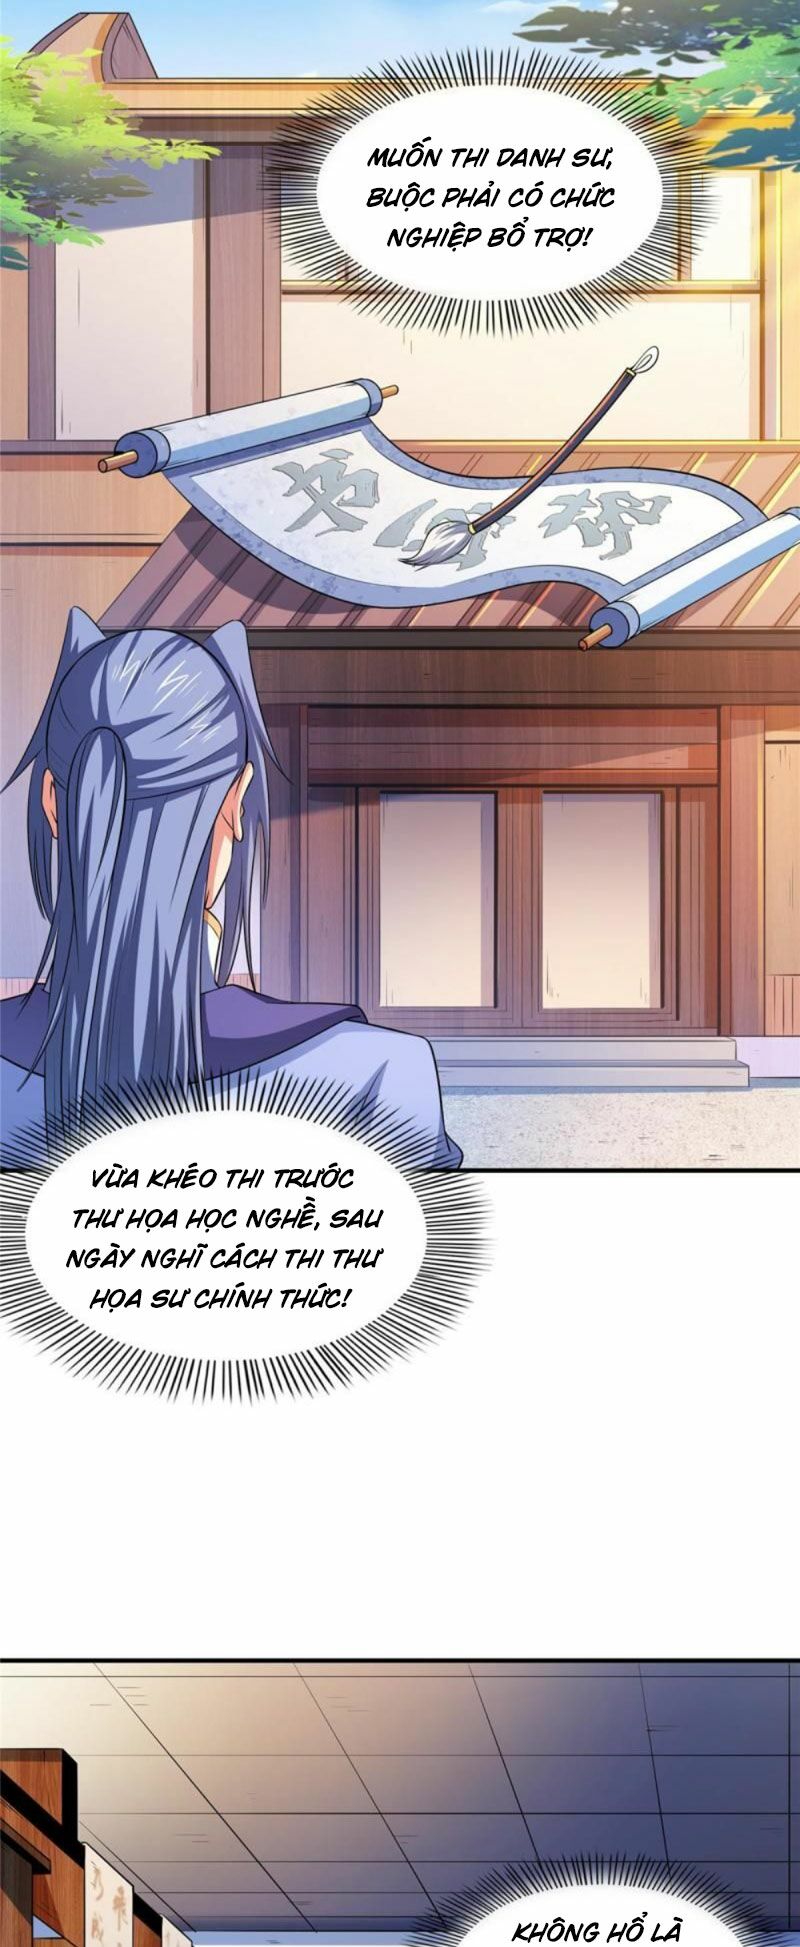 MUỐN THI DANH SƯ,
BUỘC PHẢI CÓ CHỨC
NGHIỆP BỔ TRỢ!
VỪA KHÉO THI TRƯỚC
THƯ HỌA HỌC NGHỀ, SAU
NGÀY NGHĨ CÁCH THI THƯ
HỌA SƯ CHÍNH THỨC!
KHÔNG HỔ LÀ